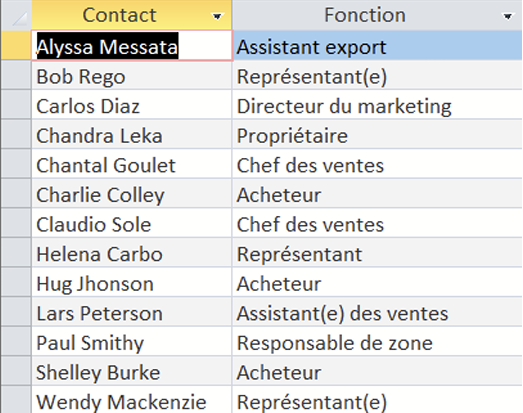 Contact Fonction
Alyssa Messata Assistant export
Bob Rego Représentant(e)
Carlos Diaz Directeur du marketing
Chandra Leka Propriétaire
Chantal Goulet Chef des ventes
Charlie Colley Acheteur
Claudio Sole Chef des ventes
Helena Carbo Représentant
Hug Jhonson Acheteur
Lars Peterson Assistant(e) des ventes
Paul Smithy Responsable de zone
Shelley Burke Acheteur
Wendy Mackenzie Représentant(e)